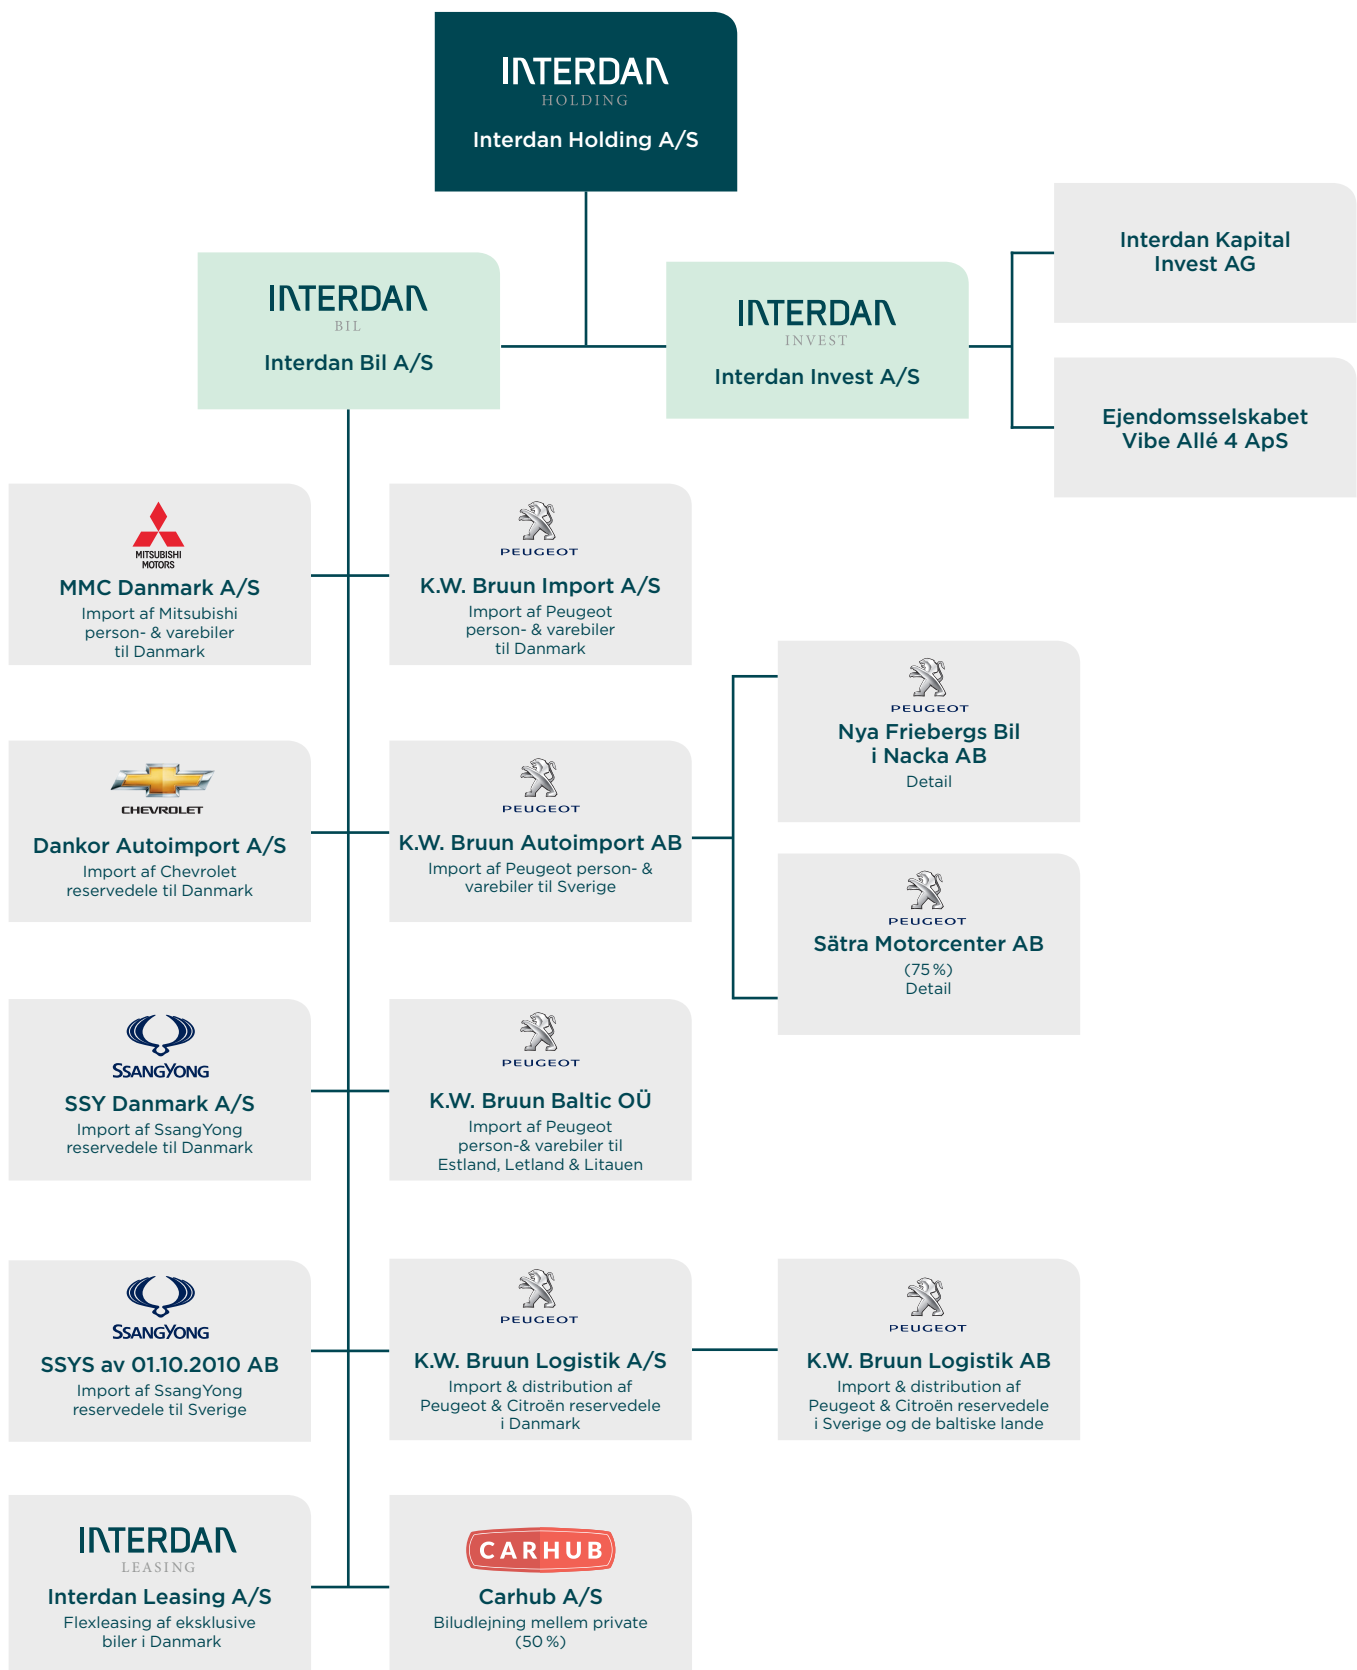 INTERDAN
HOLDING
Interdan Holding A/S
INTERDAN
BIL
Interdan Bil A/S
INTERDAN
INVEST
Interdan Invest A/S
Interdan Kapital
Invest AG
Ejendomsselskabet
Vibe Allé 4 ApS
MITSUBISHI
MOTORS
MMC Danmark A/S
Import af Mitsubishi
person- & varebiler
til Danmark
PEUGEOT
K.W. Bruun Import A/S
Import af Peugeot
person- & varebiler
til Danmark
CHEVROLET
Dankor Autoimport A/S
Import af Chevrolet
reservedele til Danmark
PEUGEOT
K.W. Bruun Autoimport AB
Import af Peugeot person- &
varebiler til Sverige
PEUGEOT
Nya Friebergs Bil
i Nacka AB
Detail
PEUGEOT
Sätra Motorcenter AB
(75 %)
Detail
SSANGYONG
SSY Danmark A/S
Import af SsangYong
reservedele til Danmark
PEUGEOT
K.W. Bruun Baltic OÜ
Import af Peugeot
person-& varebiler til
Estland, Letland & Litauen
SSANGYONG
SSYS av 01.10.2010 AB
Import af SsangYong
reservedele til Sverige
PEUGEOT
K.W. Bruun Logistik A/S
Import & distribution af
Peugeot & Citroën reservedele
i Danmark
PEUGEOT
K.W. Bruun Logistik AB
Import & distribution af
Peugeot & Citroën reservedele
i Sverige og de baltiske lande
INTERDAN
LEASING
Interdan Leasing A/S
Flexleasing af eksklusive
biler i Danmark
CARHUB
Carhub A/S
Biludlejning mellem private
(50 %)